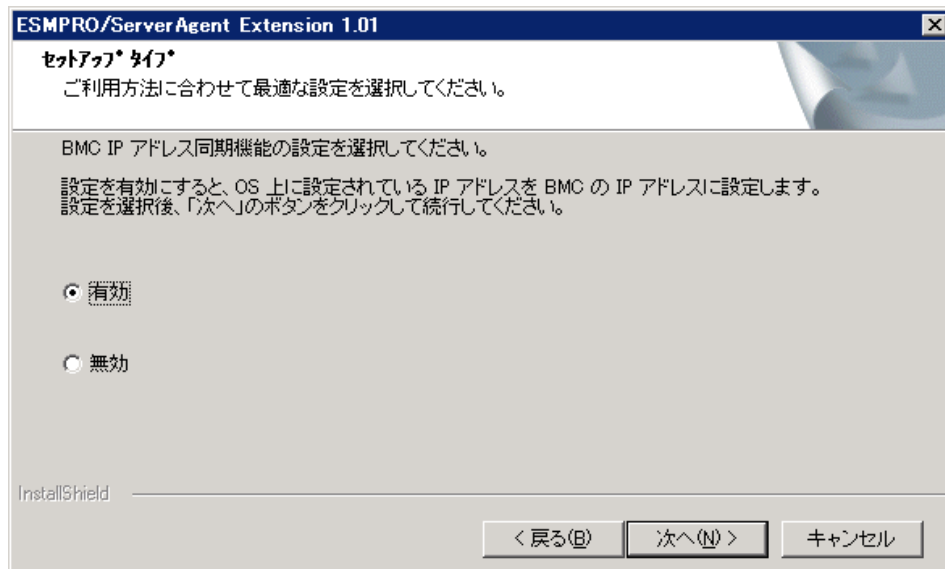 ESMPRO/ServerAgent Extension 1.01
ｾｯﾄｱｯﾌﾟ ﾀｲﾌﾟ
ご利用方法に合わせて最適な設定を選択してください。
BMC IP アドレス同期機能の設定を選択してください。
設定を有効にすると、OS 上に設定されている IP アドレスを BMC の IP アドレスに設定します。
設定を選択後、「次へ」のボタンをクリックして続行してください。
有効
無効
InstallShield
< 戻る(B) 次へ(N) > キャンセル